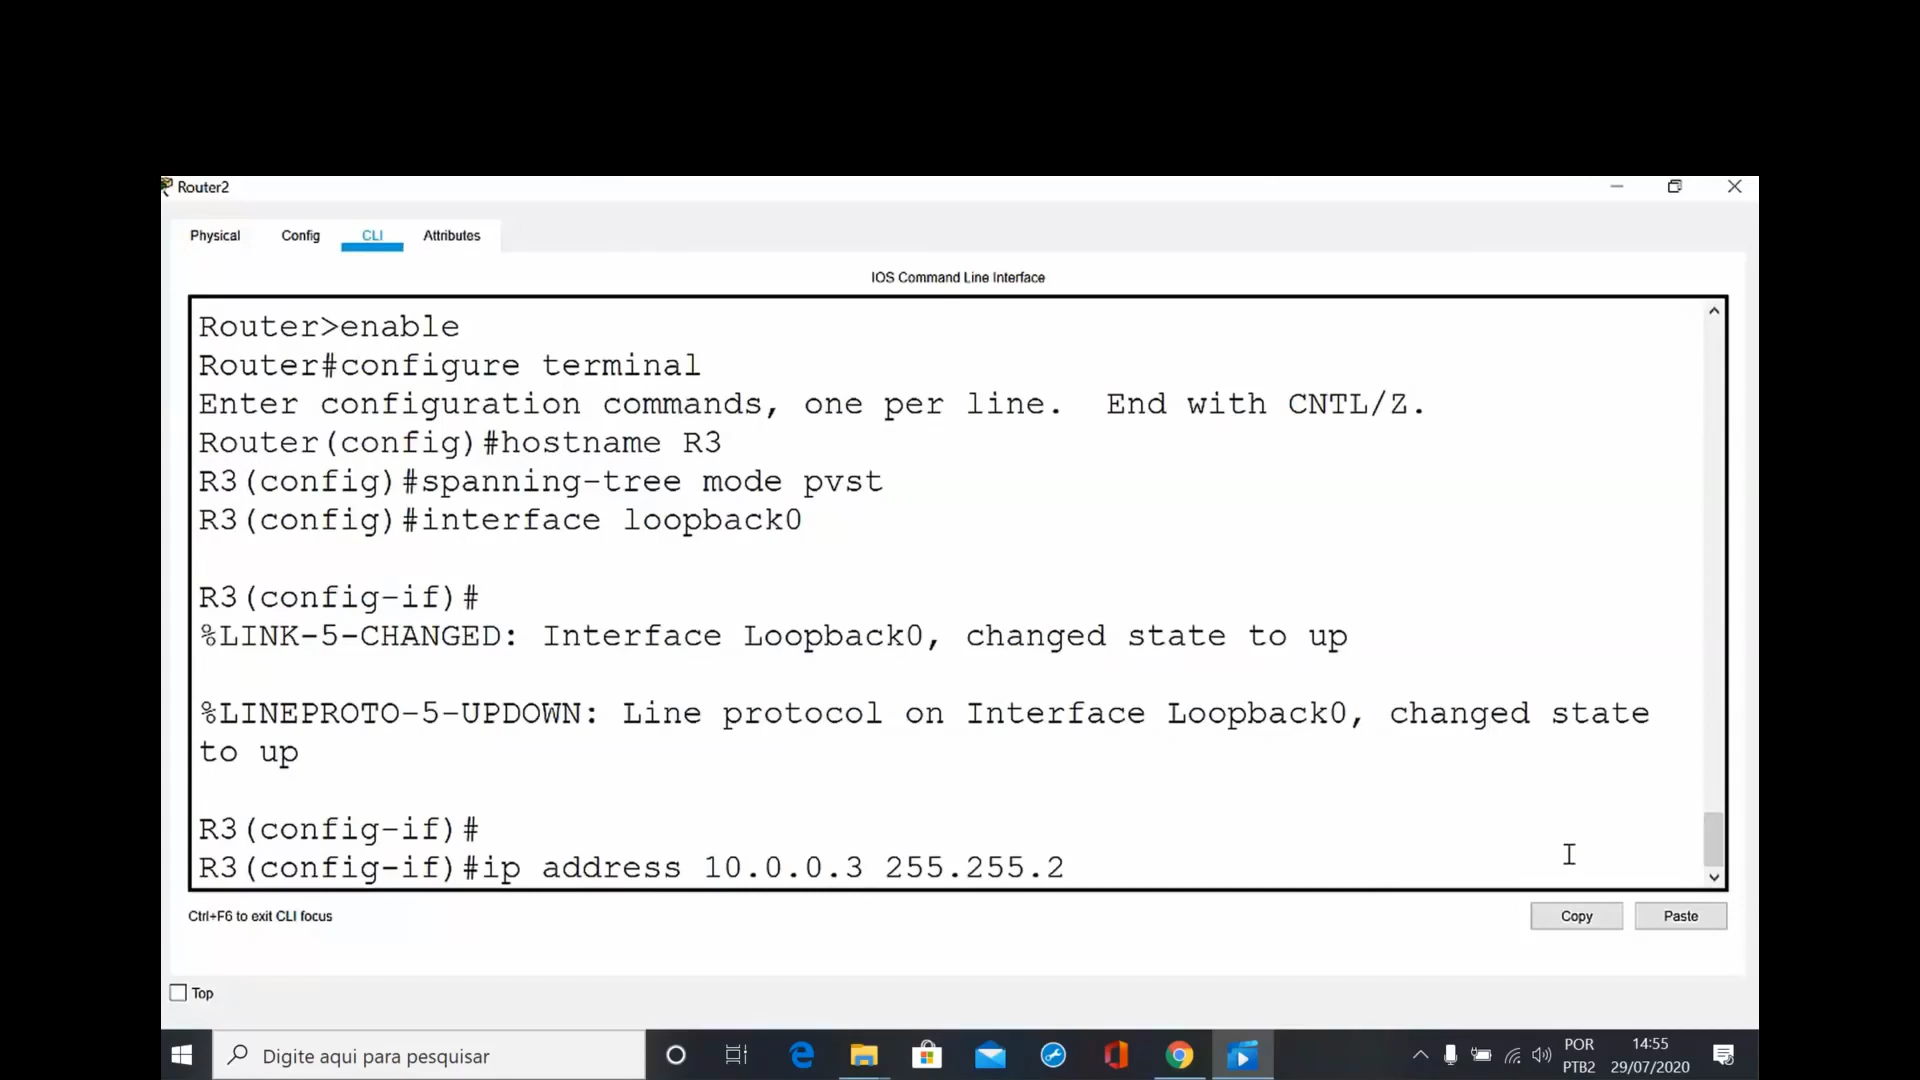 Router2
Physical Config CLI Attributes
IOS Command Line Interface
Router>enable
Router#configure terminal
Enter configuration commands, one per line. End with CNTL/Z.
Router(config)#hostname R3
R3(config)#spanning-tree mode pvst
R3(config)#interface loopback0
R3(config-if)#
%LINK-5-CHANGED: Interface Loopback0, changed state to up
%LINEPROTO-5-UPDOWN: Line protocol on Interface Loopback0, changed state
to up
R3(config-if)#
R3(config-if)#ip address 10.0.0.3 255.255.2
Ctrl+F6 to exit CLI focus
Copy Paste
Top
Digite aqui para pesquisar
POR 14:55
PTB2 29/07/2020